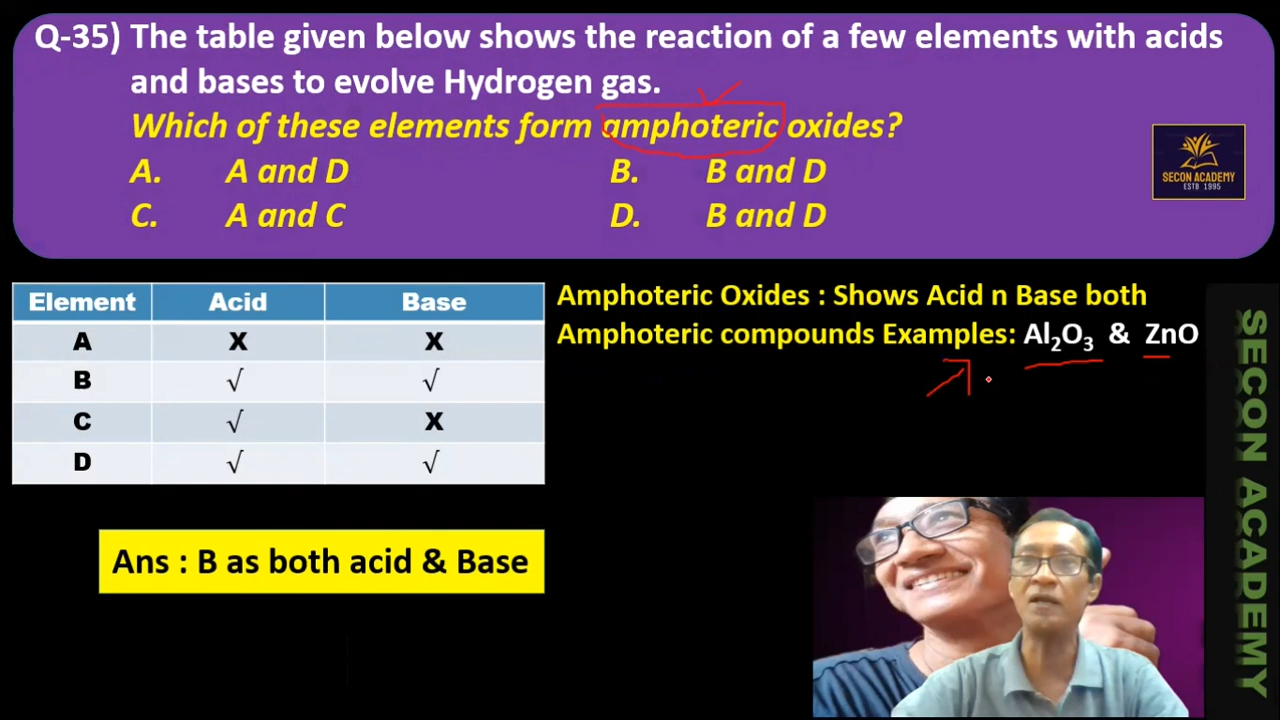 Q-35) The table given below shows the reaction of a few elements with acids
and bases to evolve Hydrogen gas.
Which of these elements form amphoteric oxides?
A. A and D B. B and D
C. A and C D. B and D
SECON ACADEMY
ESTB 1995
Element Acid Base
A X X
B √ √
C √ X
D √ √
Amphoteric Oxides : Shows Acid n Base both
Amphoteric compounds Examples: Al₂O₃ & ZnO
Ans : B as both acid & Base
SECON ACADEMY